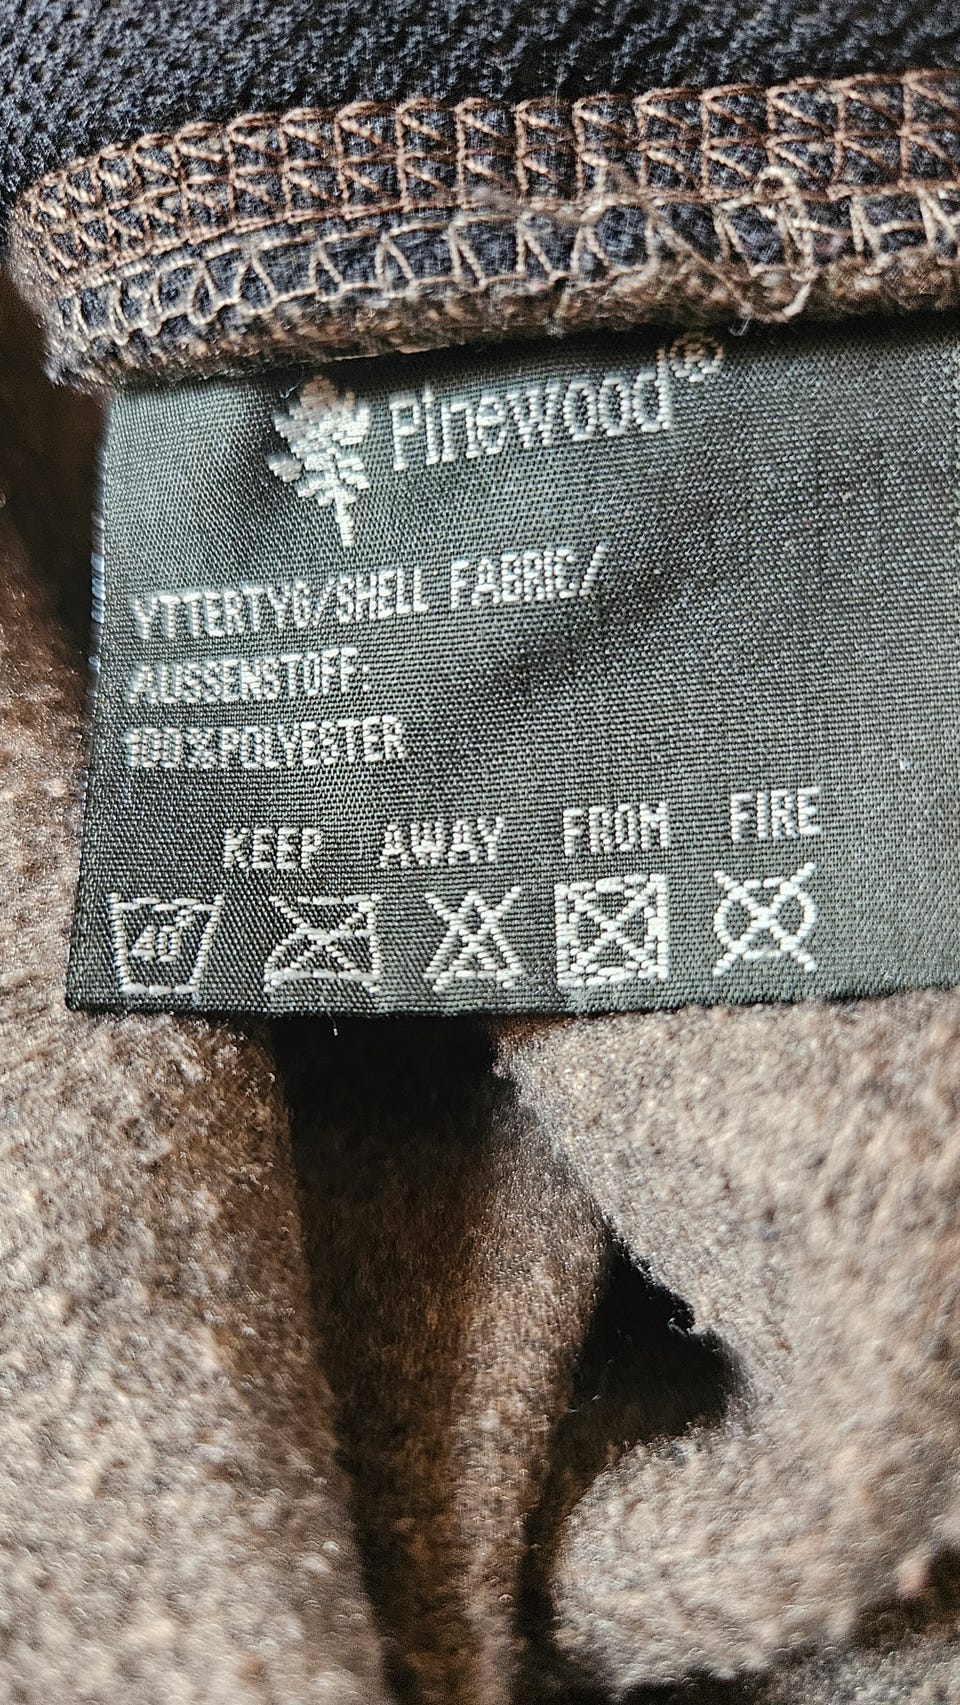 Pinewood®
YTTERTYG/SHELL FABRIC/
AUSSENSTOFF:
100%POLYESTER
KEEP AWAY FROM FIRE
40°